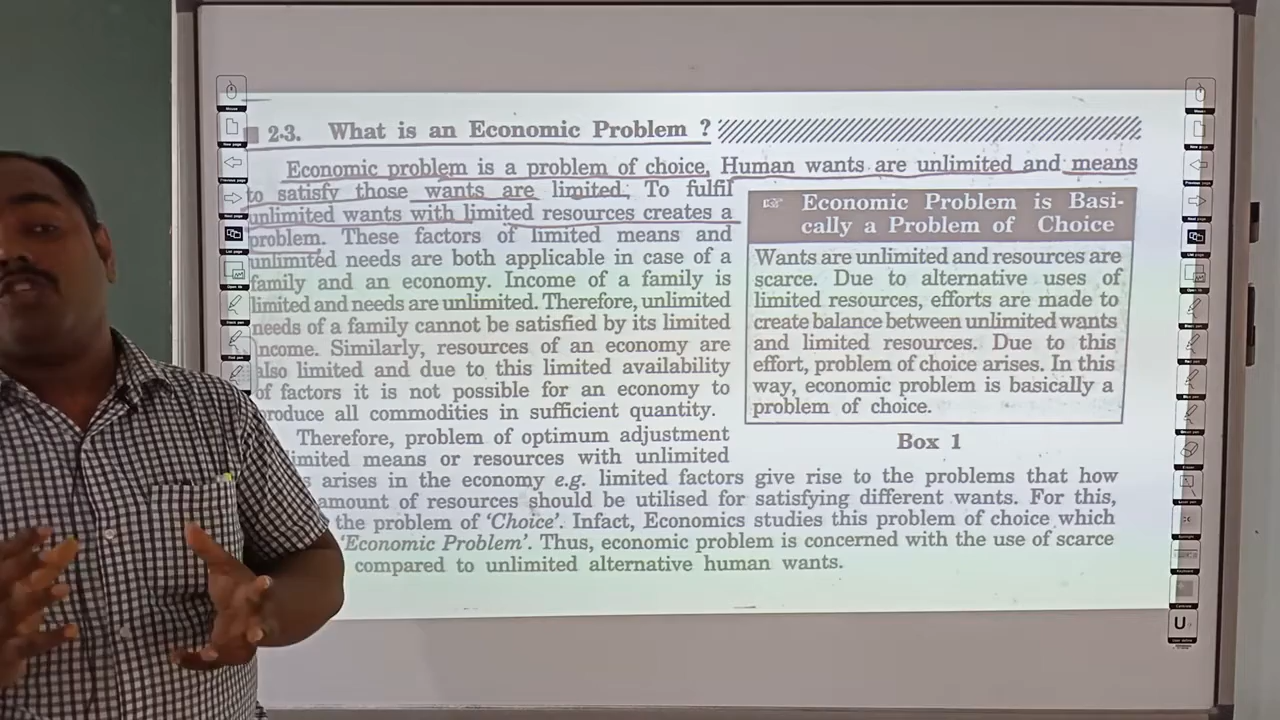 2·3. What is an Economic Problem ?
Economic problem is a problem of choice, Human wants are unlimited and means
to satisfy those wants are limited. To fulfil
unlimited wants with limited resources creates a
problem. These factors of limited means and
unlimited needs are both applicable in case of a
family and an economy. Income of a family is
limited and needs are unlimited. Therefore, unlimited
needs of a family cannot be satisfied by its limited
ncome. Similarly, resources of an economy are
also limited and due to this limited availability
of factors it is not possible for an economy to
produce all commodities in sufficient quantity.
Therefore, problem of optimum adjustment
limited means or resources with unlimited
s arises in the economy e.g. limited factors give rise to the problems that how
amount of resources should be utilised for satisfying different wants. For this,
the problem of ‘Choice’. Infact, Economics studies this problem of choice which
‘Economic Problem’. Thus, economic problem is concerned with the use of scarce
compared to unlimited alternative human wants.
Economic Problem is Basi-
cally a Problem of Choice
Wants are unlimited and resources are
scarce. Due to alternative uses of
limited resources, efforts are made to
create balance between unlimited wants
and limited resources. Due to this
effort, problem of choice arises. In this
way, economic problem is basically a
problem of choice.
Box 1